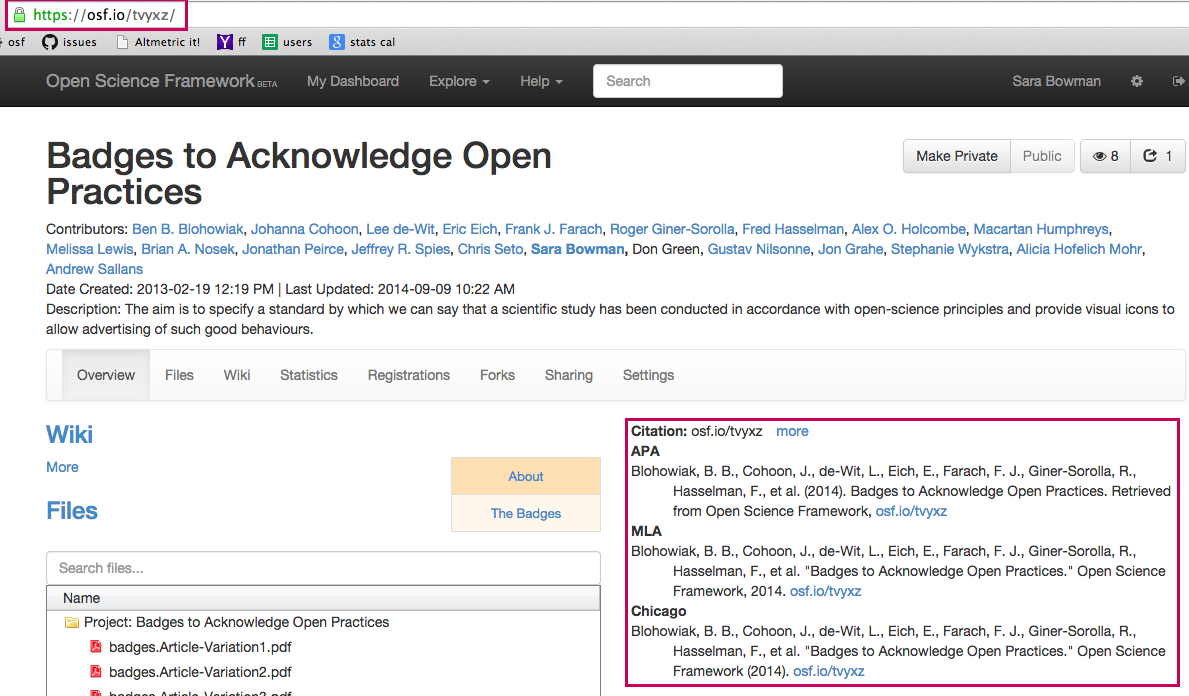 https://osf.io/tvyxz/
osf issues Altmetric it! ff users stats cal
Open Science Framework BETA My Dashboard Explore Help Search Sara Bowman
Badges to Acknowledge Open
Practices
Make Private Public 8 1
Contributors: Ben B. Blohowiak, Johanna Cohoon, Lee de-Wit, Eric Eich, Frank J. Farach, Roger Giner-Sorolla, Fred Hasselman, Alex O. Holcombe, Macartan Humphreys,
Melissa Lewis, Brian A. Nosek, Jonathan Peirce, Jeffrey R. Spies, Chris Seto, Sara Bowman, Don Green, Gustav Nilsonne, Jon Grahe, Stephanie Wykstra, Alicia Hofelich Mohr,
Andrew Sallans
Date Created: 2013-02-19 12:19 PM | Last Updated: 2014-09-09 10:22 AM
Description: The aim is to specify a standard by which we can say that a scientific study has been conducted in accordance with open-science principles and provide visual icons to
allow advertising of such good behaviours.
Overview Files Wiki Statistics Registrations Forks Sharing Settings
Wiki
More
About
The Badges
Files
Search files...
Name
Project: Badges to Acknowledge Open Practices
badges.Article-Variation1.pdf
badges.Article-Variation2.pdf
badges.Article-Variation3.pdf
Citation: osf.io/tvyxz more
APA
Blohowiak, B. B., Cohoon, J., de-Wit, L., Eich, E., Farach, F. J., Giner-Sorolla, R.,
Hasselman, F., et al. (2014). Badges to Acknowledge Open Practices. Retrieved
from Open Science Framework, osf.io/tvyxz
MLA
Blohowiak, B. B., Cohoon, J., de-Wit, L., Eich, E., Farach, F. J., Giner-Sorolla, R.,
Hasselman, F., et al. "Badges to Acknowledge Open Practices." Open Science
Framework, 2014. osf.io/tvyxz
Chicago
Blohowiak, B. B., Cohoon, J., de-Wit, L., Eich, E., Farach, F. J., Giner-Sorolla, R.,
Hasselman, F., et al. "Badges to Acknowledge Open Practices." Open Science
Framework (2014). osf.io/tvyxz